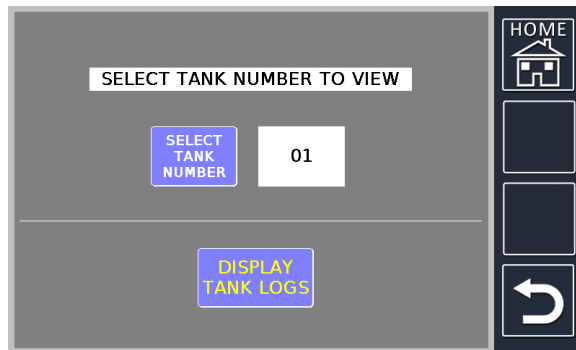 HOME
SELECT TANK NUMBER TO VIEW
SELECT
TANK
NUMBER
01
DISPLAY
TANK LOGS